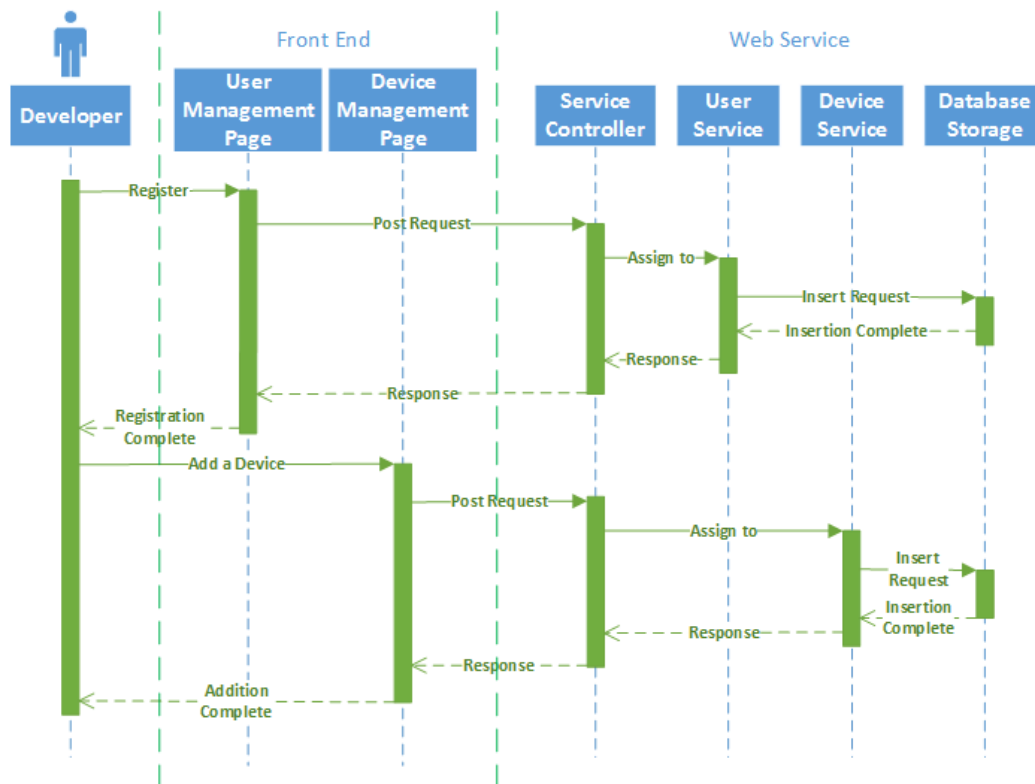 Front End
Web Service
Developer
User
Management
Page
Device
Management
Page
Service
Controller
User
Service
Device
Service
Database
Storage
Register
Post Request
Assign to
Insert Request
Insertion Complete
Response
Response
Registration
Complete
Add a Device
Post Request
Assign to
Insert
Request
Insertion
Complete
Response
Response
Addition
Complete